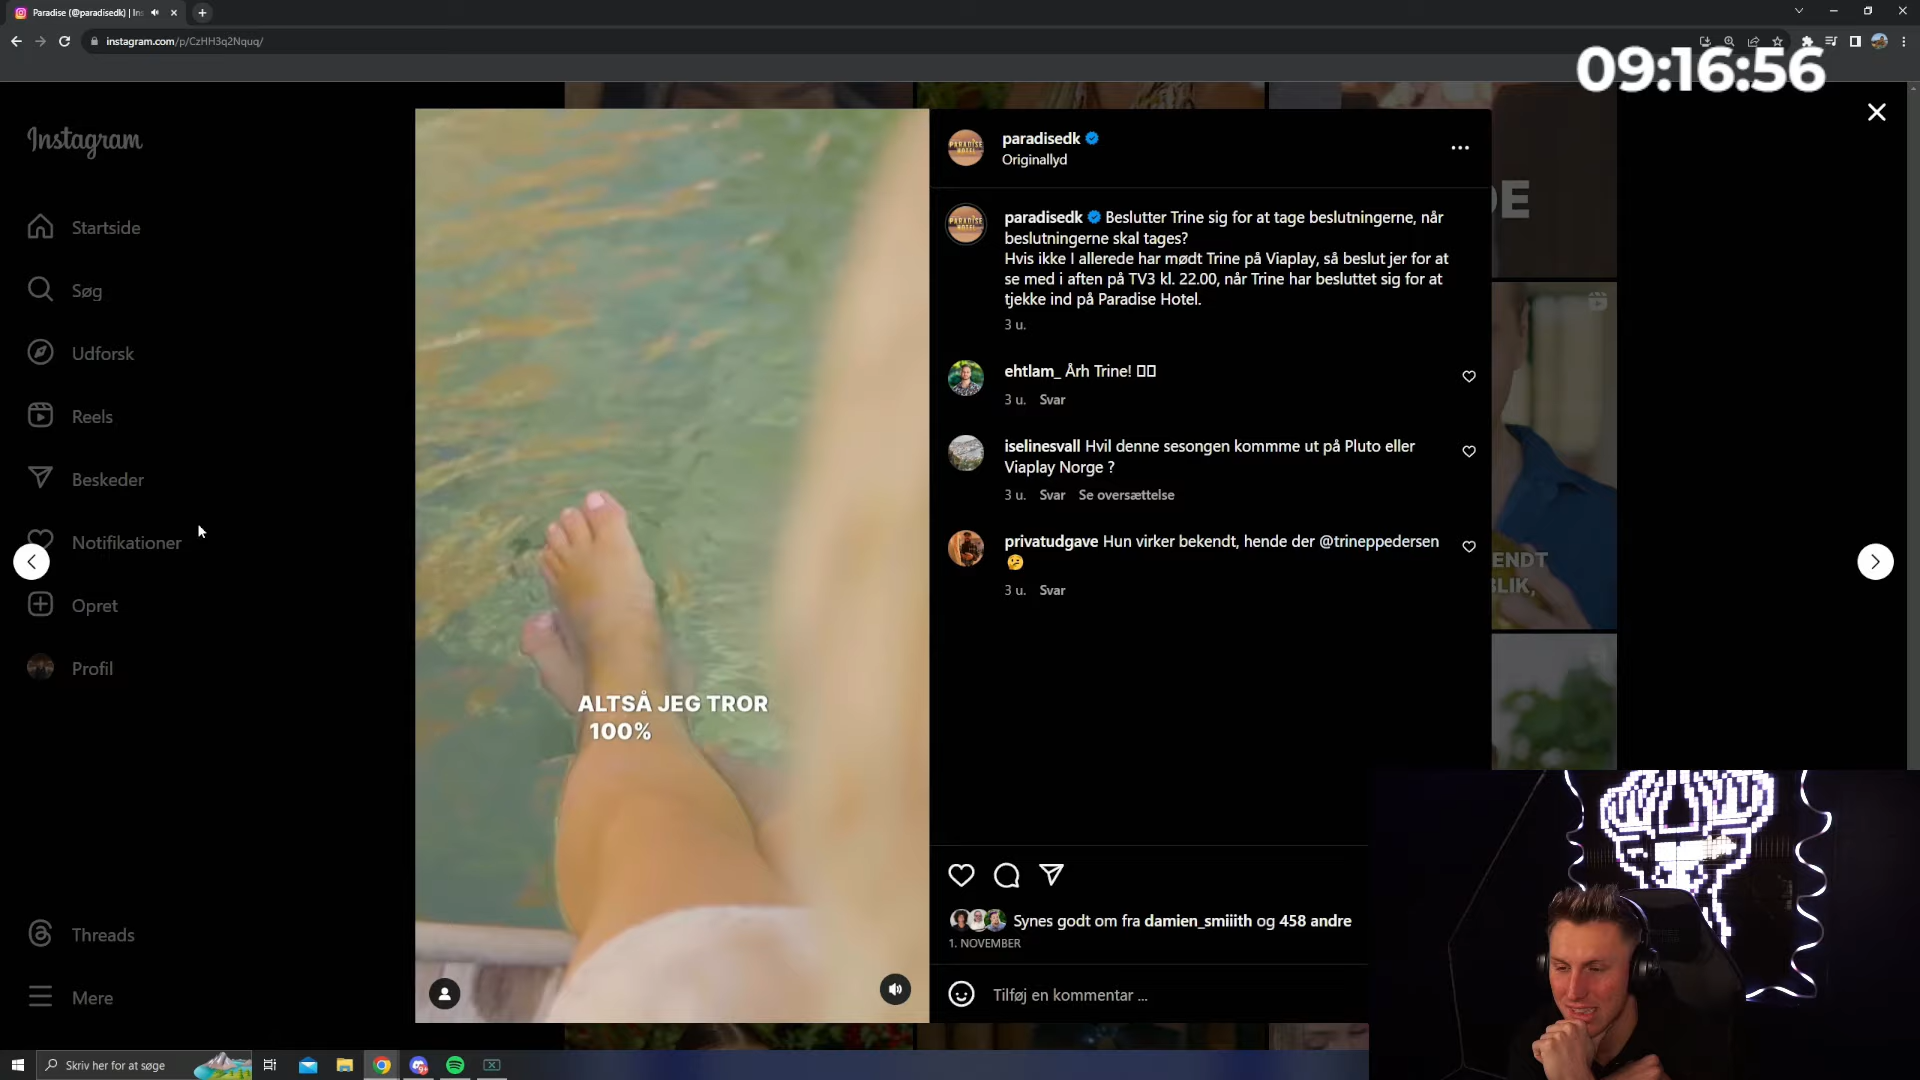 Paradise (@paradisedk) | Ins
instagram.com/p/CzHH3q2Nquq/
09:16:56
Instagram
Startside
Søg
Udforsk
Reels
Beskeder
Notifikationer
Opret
Profil
Threads
Mere
ALTSÅ JEG TROR
100%
paradisedk
Originallyd
paradisedk Beslutter Trine sig for at tage beslutningerne, når
beslutningerne skal tages?
Hvis ikke I allerede har mødt Trine på Viaplay, så beslut jer for at
se med i aften på TV3 kl. 22.00, når Trine har besluttet sig for at
tjekke ind på Paradise Hotel.
3 u.
ehtlam_ Årh Trine!
3 u. Svar
iselinesvall Hvil denne sesongen kommme ut på Pluto eller
Viaplay Norge ?
3 u. Svar Se oversættelse
privatudgave Hun virker bekendt, hende der @trineppedersen
🤔
3 u. Svar
Synes godt om fra damien_smiiith og 458 andre
1. NOVEMBER
Tilføj en kommentar ...
DE
ENDT
BLIK,
Skriv her for at søge